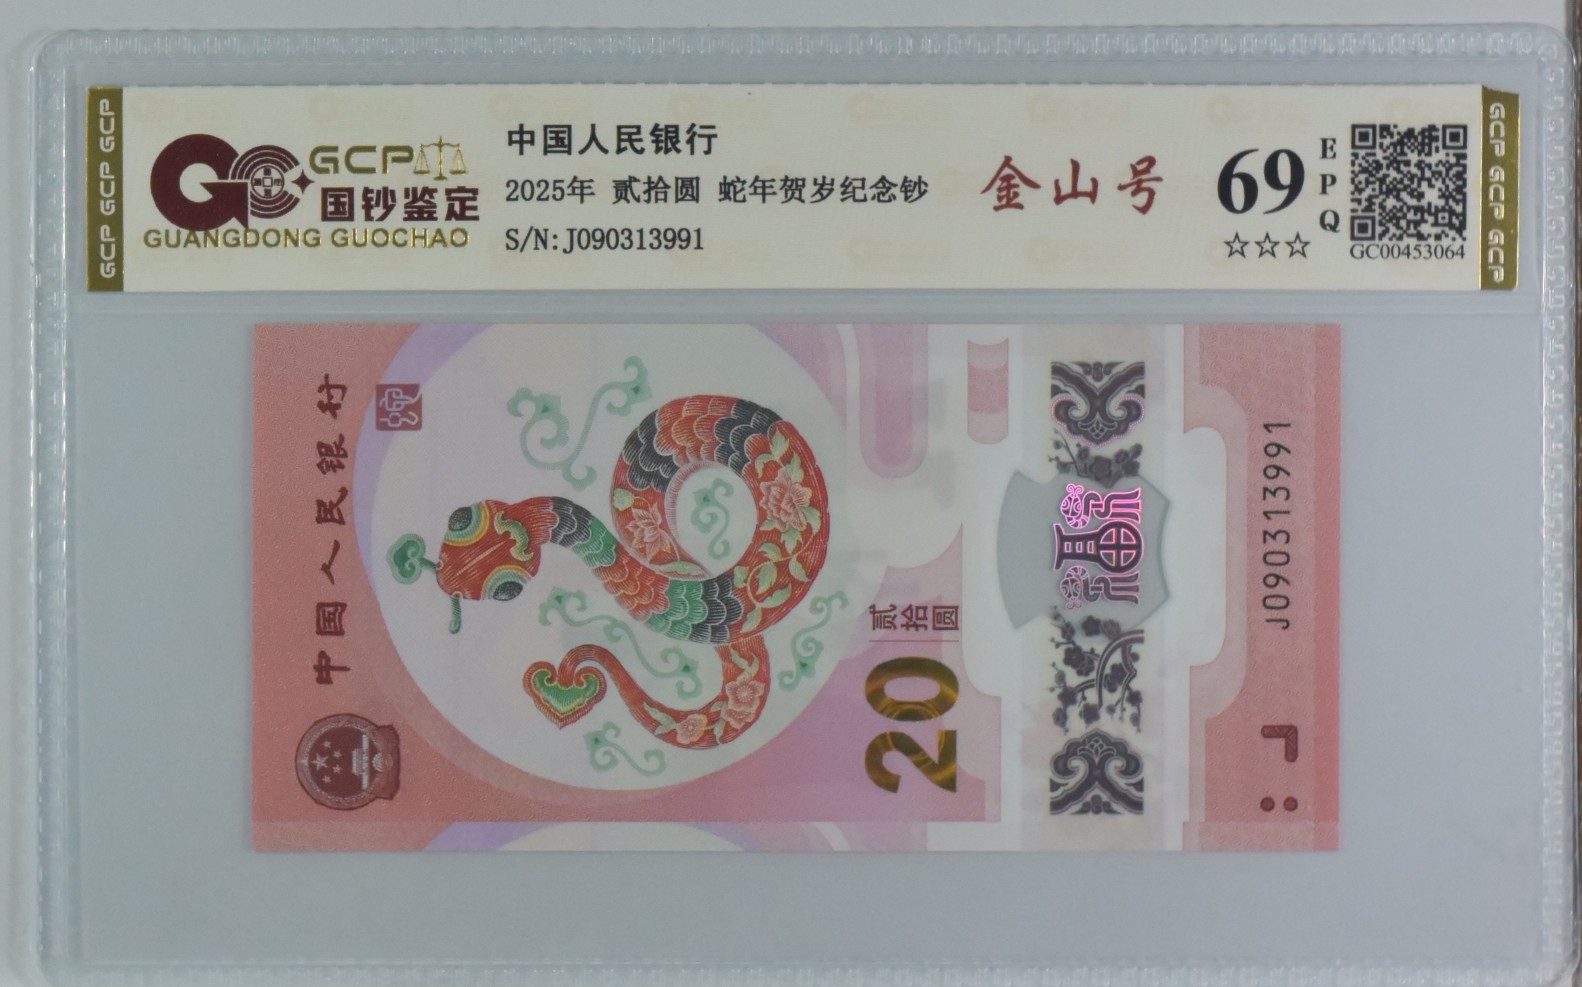 GCP GCP GCP
GCP
国钞鉴定
GUANGDONG GUOCHAO
中国人民银行
2025年 贰拾圆 蛇年贺岁纪念钞
S/N:J090313991
金山号
69
☆☆☆
EPQ
GC00453064
GCP GCP GCP
中国人民银行
蛇
贰拾圆
20
J090313991